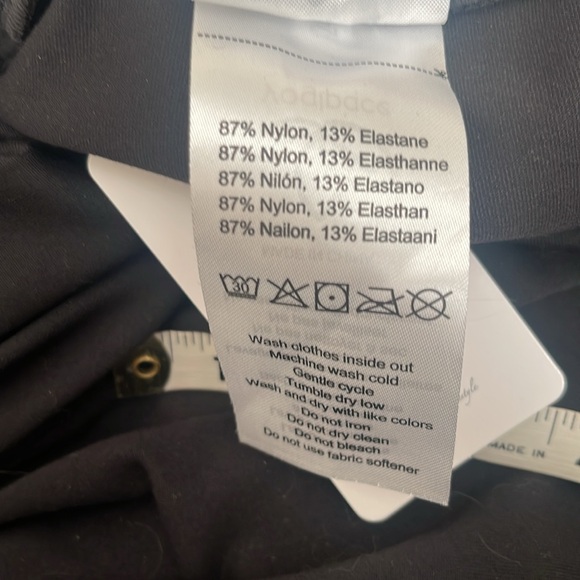 87% Nylon, 13% Elastane
87% Nylon, 13% Elasthanne
87% Nilón, 13% Elastano
87% Nylon, 13% Elasthan
87% Nailon, 13% Elastaani
30
Wash clothes inside out
Machine wash cold
Gentle cycle
Tumble dry low
Wash and dry with like colors
Do not iron
Do not dry clean
Do not bleach
Do not use fabric softener
style
MADE IN